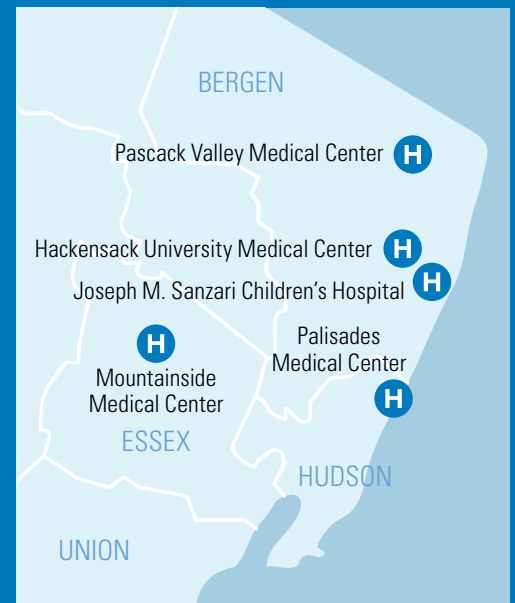 BERGEN
Pascack Valley Medical Center H
Hackensack University Medical Center H
Joseph M. Sanzari Children's Hospital H
H
Mountainside
Medical Center
Palisades
Medical Center
H
ESSEX
HUDSON
UNION